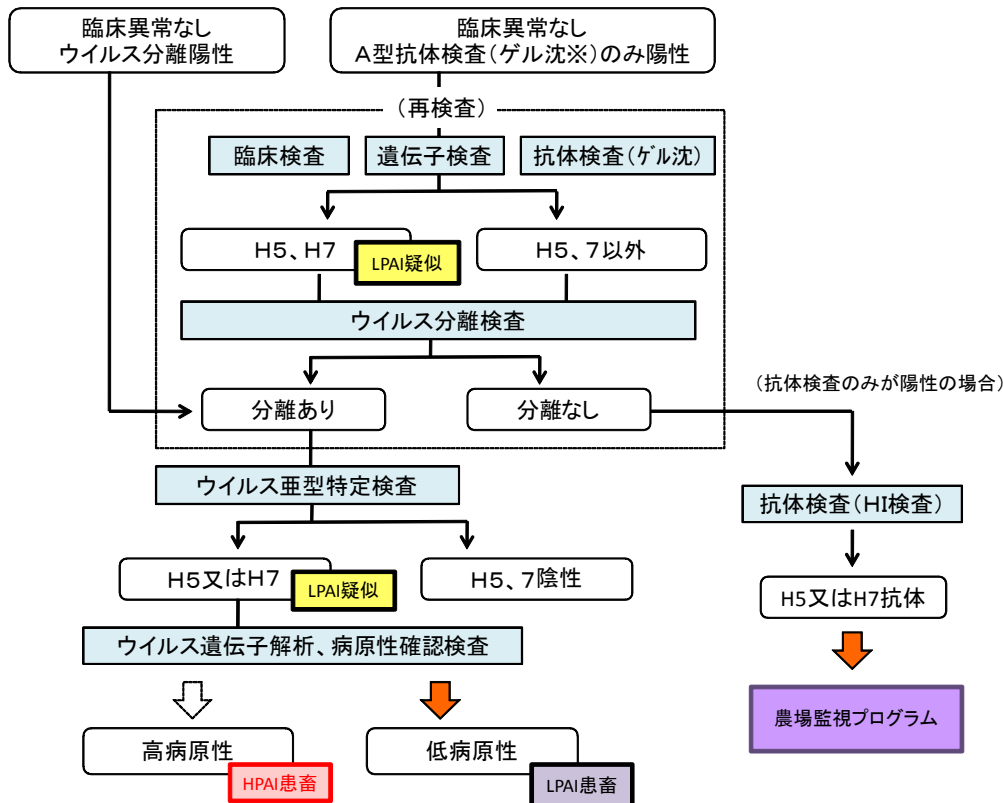 臨床異常なし
ウイルス分離陽性
臨床異常なし
A型抗体検査(ゲル沈※)のみ陽性
(再検査)
臨床検査
遺伝子検査
抗体検査(ｹﾞﾙ沈)
H5、H7
LPAI疑似
H5、7以外
ウイルス分離検査
分離あり
分離なし
(抗体検査のみが陽性の場合)
ウイルス亜型特定検査
抗体検査(HI検査)
H5又はH7
LPAI疑似
H5、7陰性
H5又はH7抗体
ウイルス遺伝子解析、病原性確認検査
農場監視プログラム
高病原性
HPAI患畜
低病原性
LPAI患畜